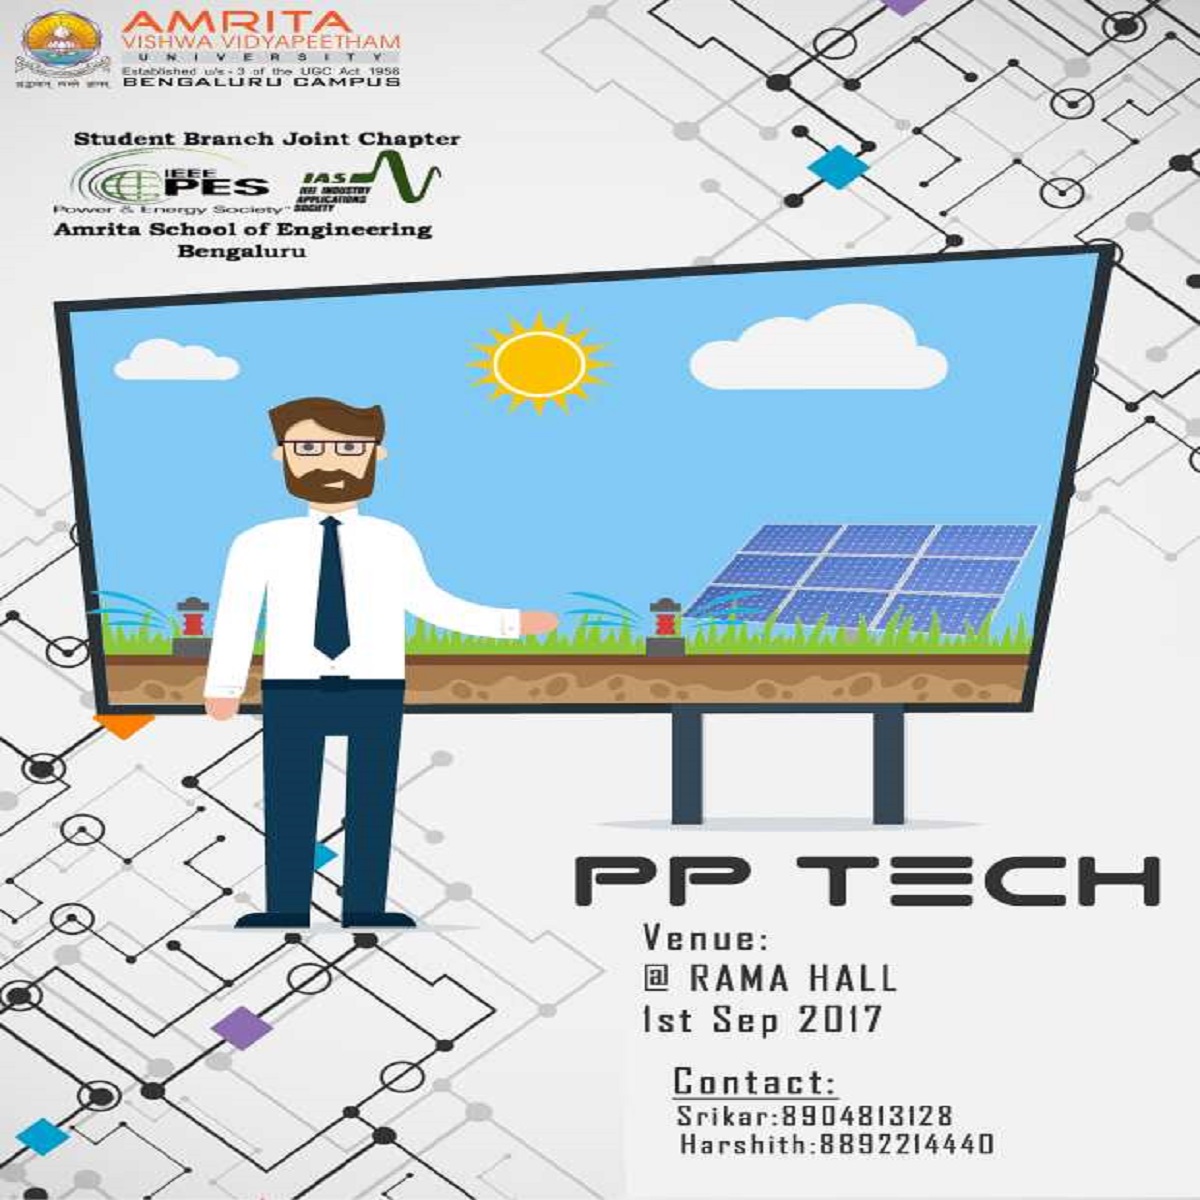 AMRITA
VISHWA VIDYAPEETHAM
UNIVERSITY
Established u/s - 3 of the UGC Act 1956
BENGALURU CAMPUS
Student Branch Joint Chapter
IEEE
PES
Power & Energy Society™
IAS
IEEE INDUSTRY
APPLICATIONS
SOCIETY
Amrita School of Engineering
Bengaluru
PP TECH
Venue:
@ RAMA HALL
1st Sep 2017
Contact:
Srikar:8904813128
Harshith:8892214440